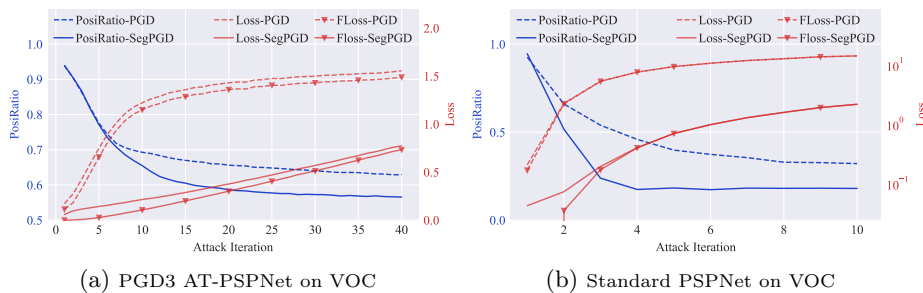 PosiRatio-PGD Loss-PGD FLoss-PGD
PosiRatio-SegPGD Loss-SegPGD Floss-SegPGD
1.0 0.9 0.8 0.7 0.6 0.5
PosiRatio
2.0 1.5 1.0 0.5 0.0
Loss
0 5 10 15 20 25 30 35 40
Attack Iteration
(a) PGD3 AT-PSPNet on VOC
PosiRatio-PGD Loss-PGD FLoss-PGD
PosiRatio-SegPGD Loss-SegPGD Floss-SegPGD
1.0 0.5 0.0
PosiRatio
10¹ 10⁰ 10⁻¹
Loss
2 4 6 8 10
Attack Iteration
(b) Standard PSPNet on VOC